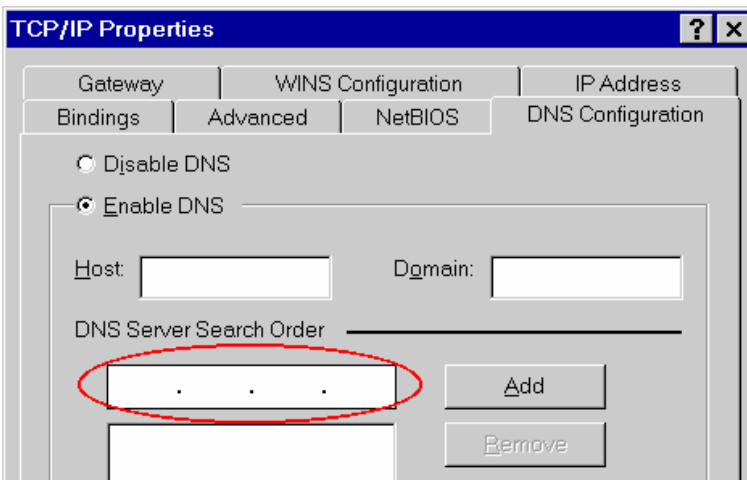 TCP/IP Properties ? ×
Gateway WINS Configuration IP Address
Bindings Advanced NetBIOS DNS Configuration
Disable DNS
Enable DNS
Host: Domain:
DNS Server Search Order
. . . Add
Remove